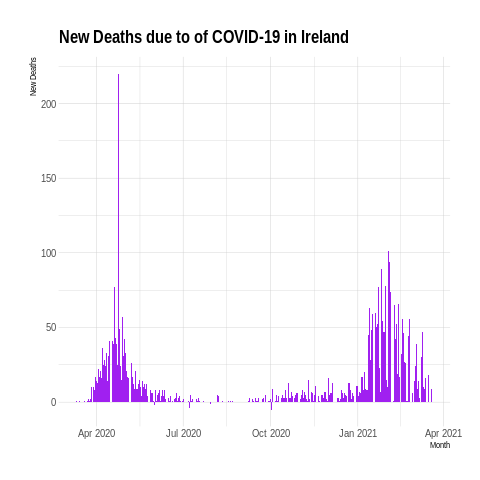 New Deaths due to of COVID-19 in Ireland
New Deaths
200
150
100
50
0
Apr 2020 Jul 2020 Oct 2020 Jan 2021 Apr 2021
Month